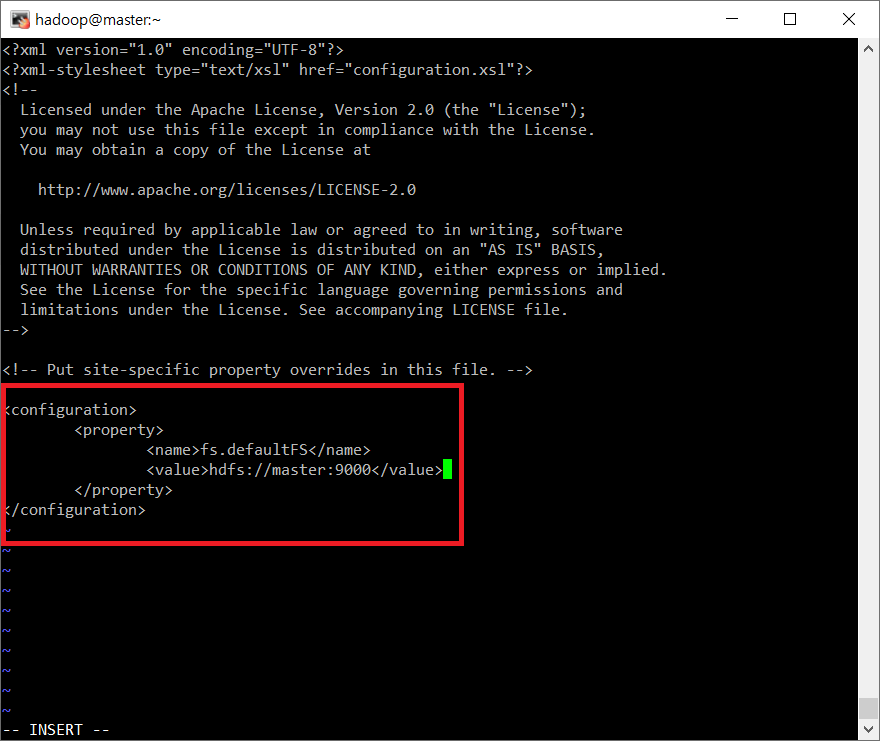 hadoop@master:~
<?xml version="1.0" encoding="UTF-8"?>
<?xml-stylesheet type="text/xsl" href="configuration.xsl"?>
<!--
  Licensed under the Apache License, Version 2.0 (the "License");
  you may not use this file except in compliance with the License.
  You may obtain a copy of the License at

    http://www.apache.org/licenses/LICENSE-2.0

  Unless required by applicable law or agreed to in writing, software
  distributed under the License is distributed on an "AS IS" BASIS,
  WITHOUT WARRANTIES OR CONDITIONS OF ANY KIND, either express or implied.
  See the License for the specific language governing permissions and
  limitations under the License. See accompanying LICENSE file.
-->

<!-- Put site-specific property overrides in this file. -->

<configuration>
        <property>
                <name>fs.defaultFS</name>
                <value>hdfs://master:9000</value>
        </property>
</configuration>
~
~
~
~
~
~
~
~
~
~
-- INSERT --